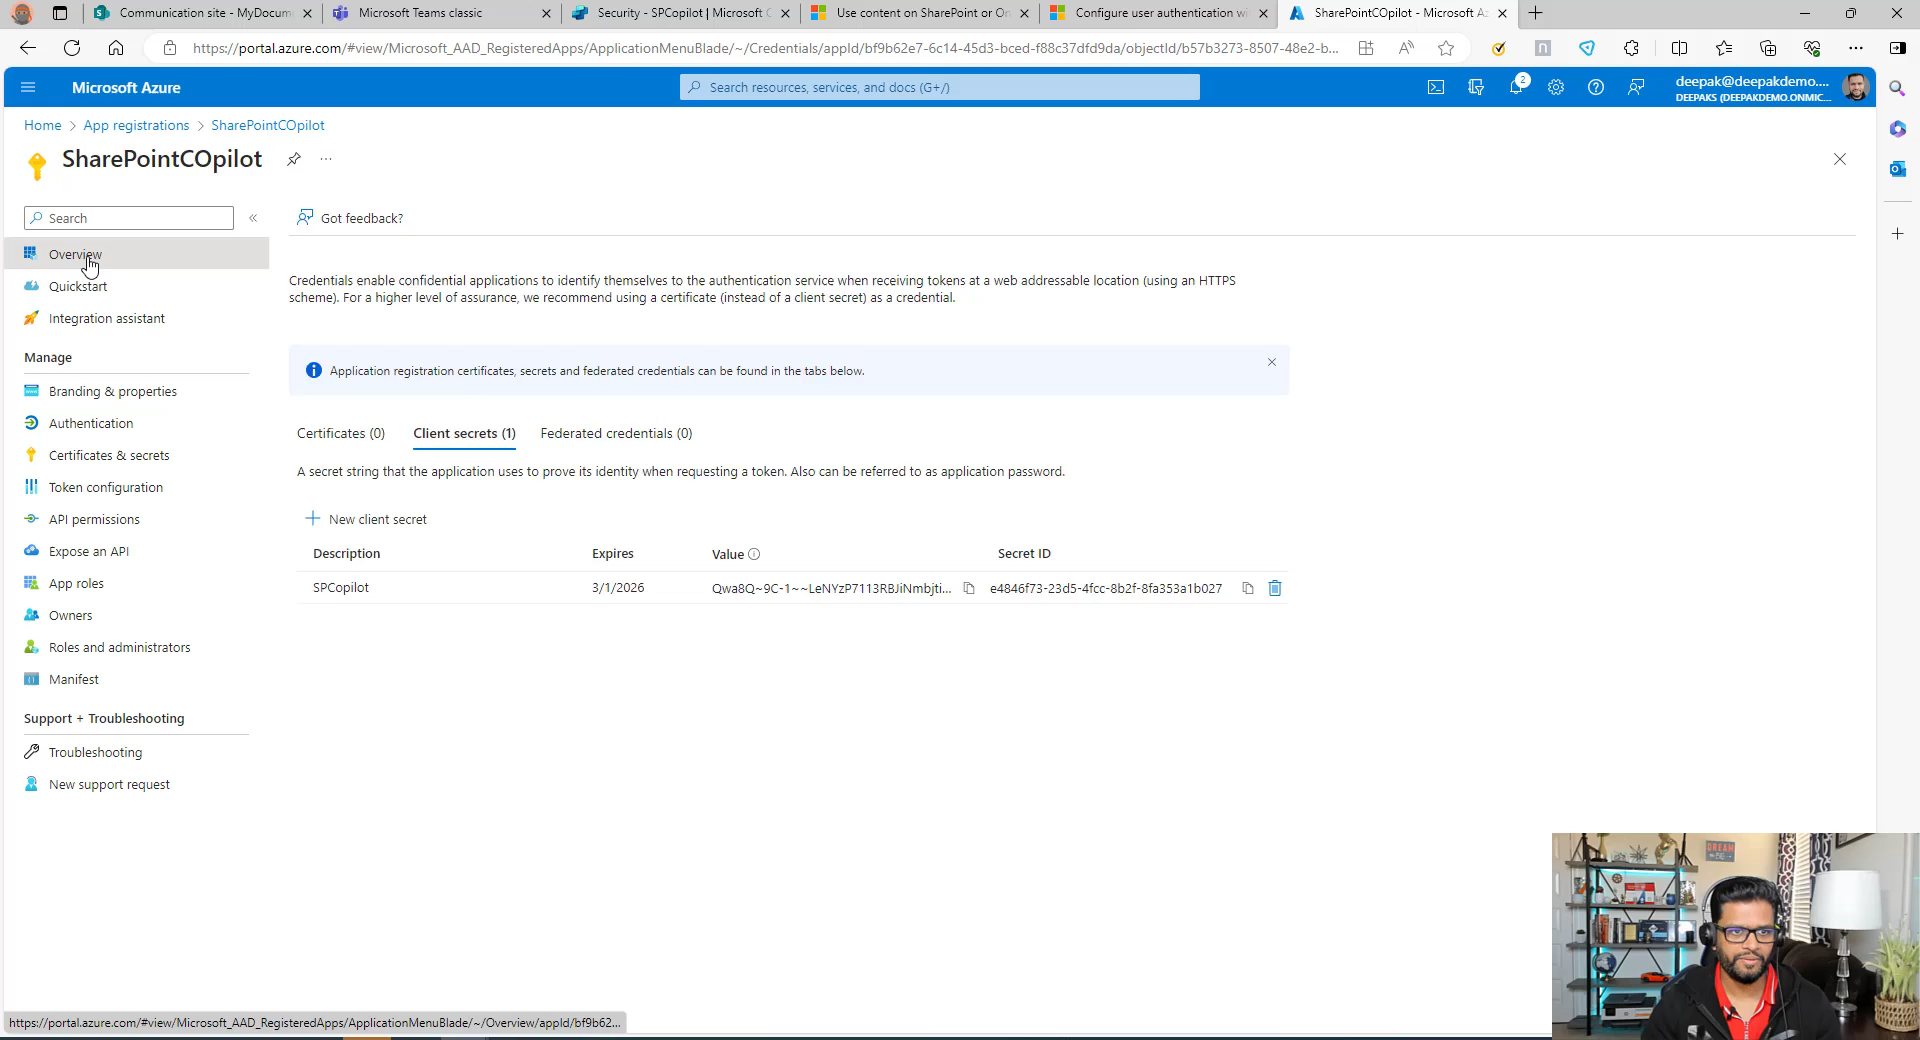 Communication site - MyDocum
Microsoft Teams classic
Security - SPCopilot | Microsoft C
Use content on SharePoint or On
Configure user authentication wi
SharePointCOpilot - Microsoft Az
https://portal.azure.com/#view/Microsoft_AAD_RegisteredApps/ApplicationMenuBlade/~/Credentials/appId/bf9b62e7-6c14-45d3-bced-f88c37dfd9da/objectId/b57b3273-8507-48e2-b...
Microsoft Azure
Search resources, services, and docs (G+/)
2
deepak@deepakdemo....
DEEPAKS (DEEPAKDEMO.ONMIC...
Home > App registrations > SharePointCOpilot
SharePointCOpilot
Search
Got feedback?
Overview
Quickstart
Integration assistant
Manage
Branding & properties
Authentication
Certificates & secrets
Token configuration
API permissions
Expose an API
App roles
Owners
Roles and administrators
Manifest
Support + Troubleshooting
Troubleshooting
New support request
Credentials enable confidential applications to identify themselves to the authentication service when receiving tokens at a web addressable location (using an HTTPS
scheme). For a higher level of assurance, we recommend using a certificate (instead of a client secret) as a credential.
Application registration certificates, secrets and federated credentials can be found in the tabs below.
Certificates (0) Client secrets (1) Federated credentials (0)
A secret string that the application uses to prove its identity when requesting a token. Also can be referred to as application password.
New client secret
Description Expires Value Secret ID
SPCopilot 3/1/2026 Qwa8Q~9C-1~~LeNYzP7113RBJiNmbjti... e4846f73-23d5-4fcc-8b2f-8fa353a1b027
https://portal.azure.com/#view/Microsoft_AAD_RegisteredApps/ApplicationMenuBlade/~/Overview/appId/bf9b62...
DREAM